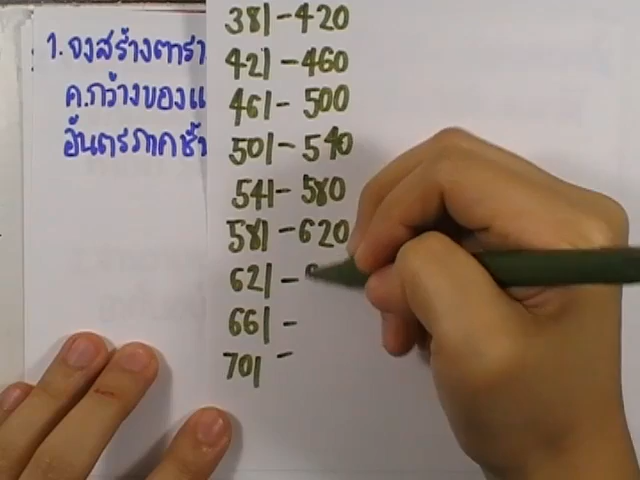 1. จงสร้างตารา
ค.กว้างของแ
อันตรภาคชั้
381 - 420
421 - 460
461 - 500
501 - 540
541 - 580
581 - 620
621 - 6
661 -
701 -